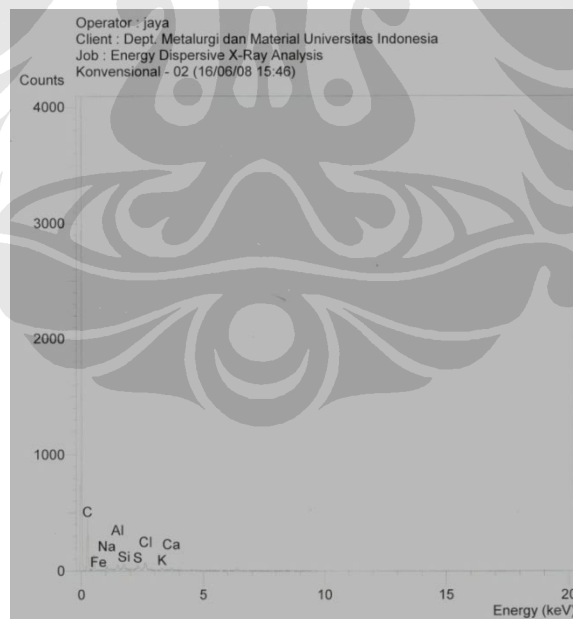 Operator : jaya
Client : Dept. Metalurgi dan Material Universitas Indonesia
Job : Energy Dispersive X-Ray Analysis
Konvensional - 02 (16/06/08 15:46)
Counts
4000
3000
2000
1000
C
Al
Na
Cl
Ca
Fe
Si
S
K
0
0 5 10 15 20
Energy (keV)